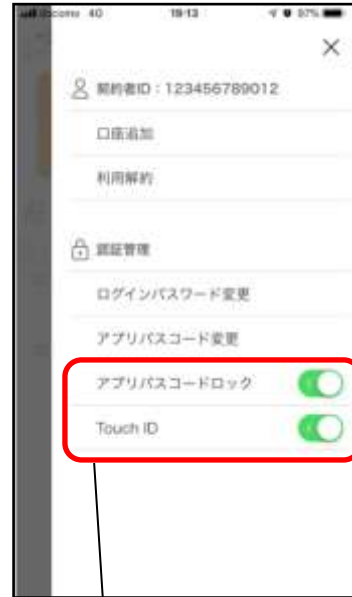 docomo 4G 19:13 97%
契約者ID：123456789012
口座追加
利用解約
認証管理
ログインパスワード変更
アプリパスコード変更
アプリパスコードロック
Touch ID